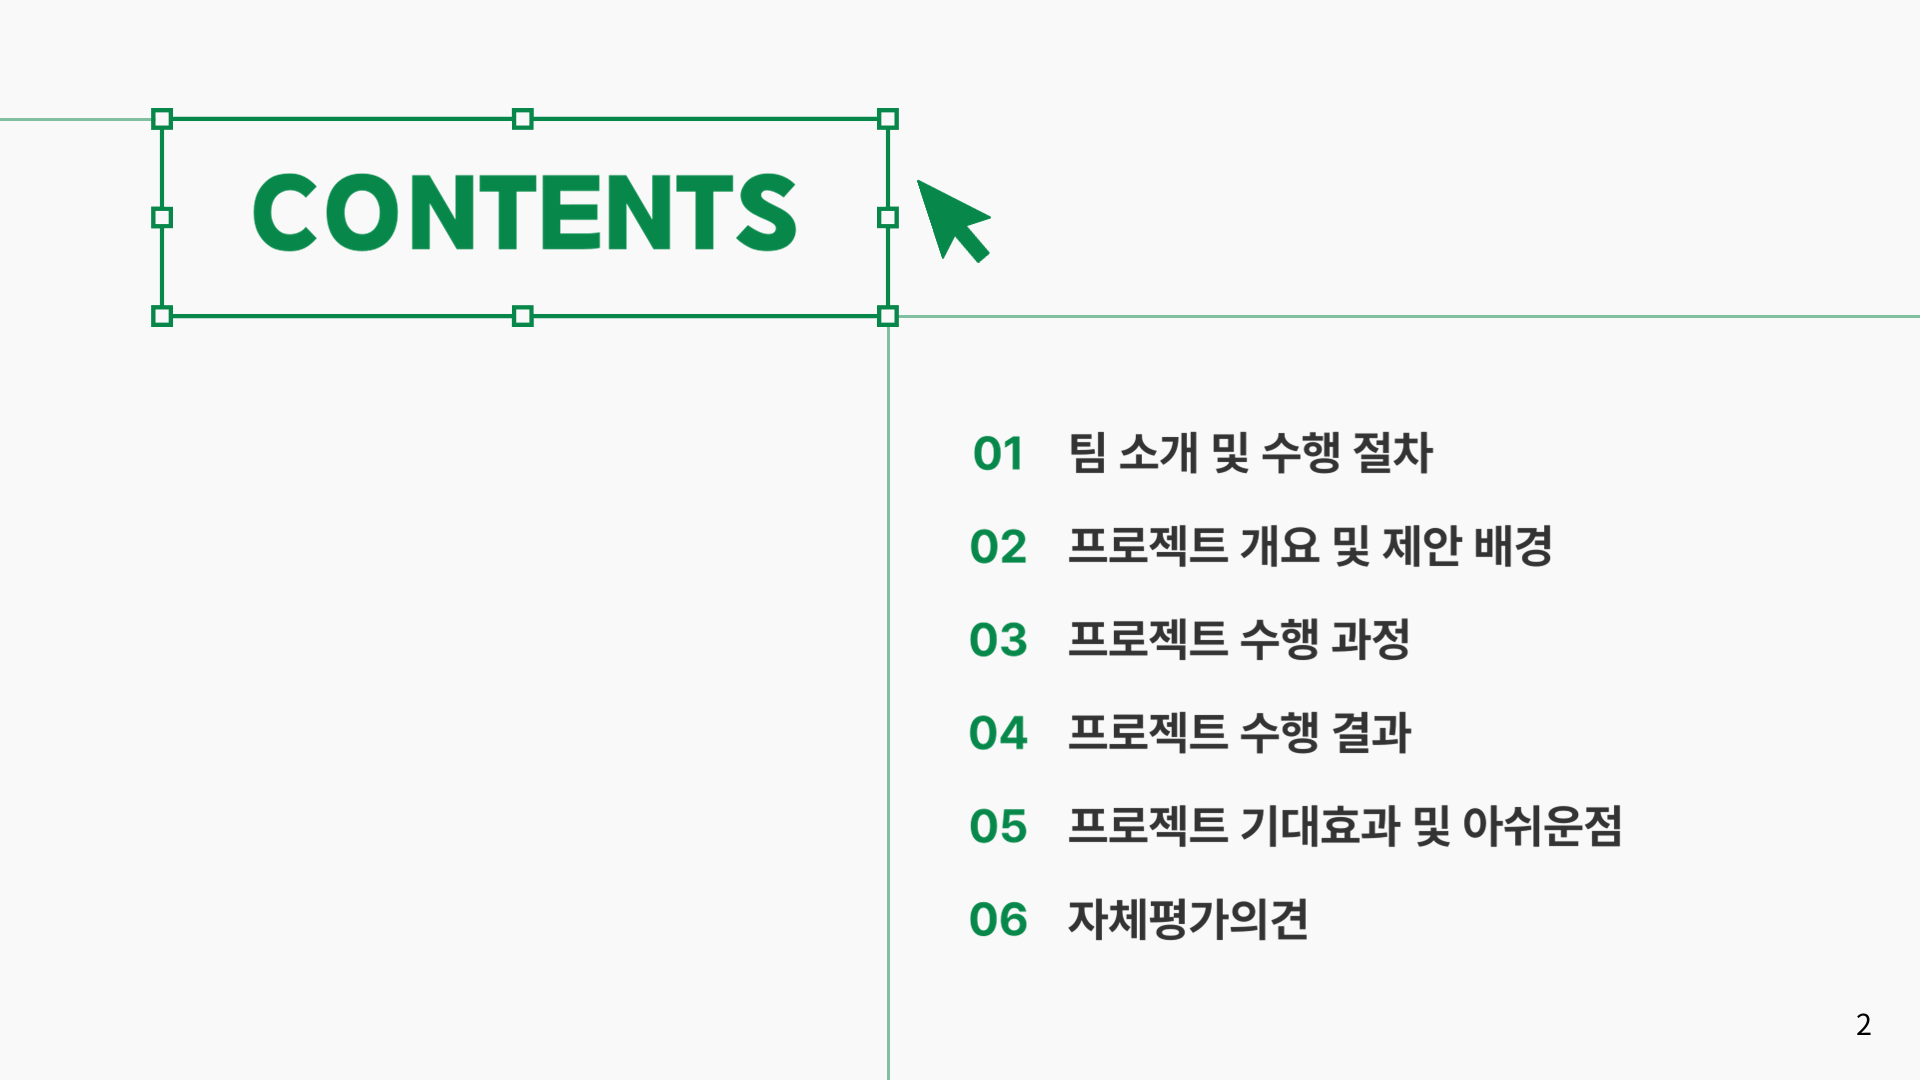 CONTENTS
01 팀 소개 및 수행 절차
02 프로젝트 개요 및 제안 배경
03 프로젝트 수행 과정
04 프로젝트 수행 결과
05 프로젝트 기대효과 및 아쉬운점
06 자체평가의견
2